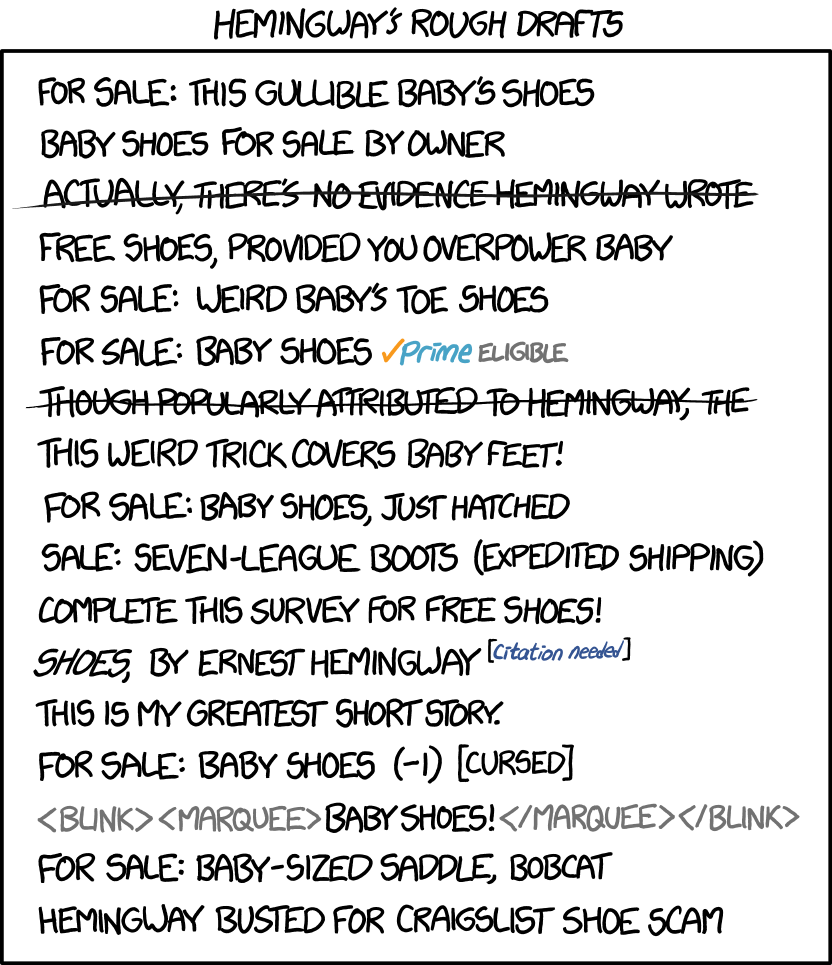 HEMINGWAY'S ROUGH DRAFTS
FOR SALE: THIS GULLIBLE BABY'S SHOES
BABY SHOES FOR SALE BY OWNER
ACTUALLY, THERE'S NO EVIDENCE HEMINGWAY WROTE
FREE SHOES, PROVIDED YOU OVERPOWER BABY
FOR SALE: WEIRD BABY'S TOE SHOES
FOR SALE: BABY SHOES ✓Prime ELIGIBLE
THOUGH POPULARLY ATTRIBUTED TO HEMINGWAY, THE
THIS WEIRD TRICK COVERS BABY FEET!
FOR SALE: BABY SHOES, JUST HATCHED
SALE: SEVEN-LEAGUE BOOTS (EXPEDITED SHIPPING)
COMPLETE THIS SURVEY FOR FREE SHOES!
SHOES, BY ERNEST HEMINGWAY [Citation needed]
THIS IS MY GREATEST SHORT STORY.
FOR SALE: BABY SHOES (-1) [CURSED]
<BLINK><MARQUEE>BABY SHOES!</MARQUEE></BLINK>
FOR SALE: BABY-SIZED SADDLE, BOBCAT
HEMINGWAY BUSTED FOR CRAIGSLIST SHOE SCAM